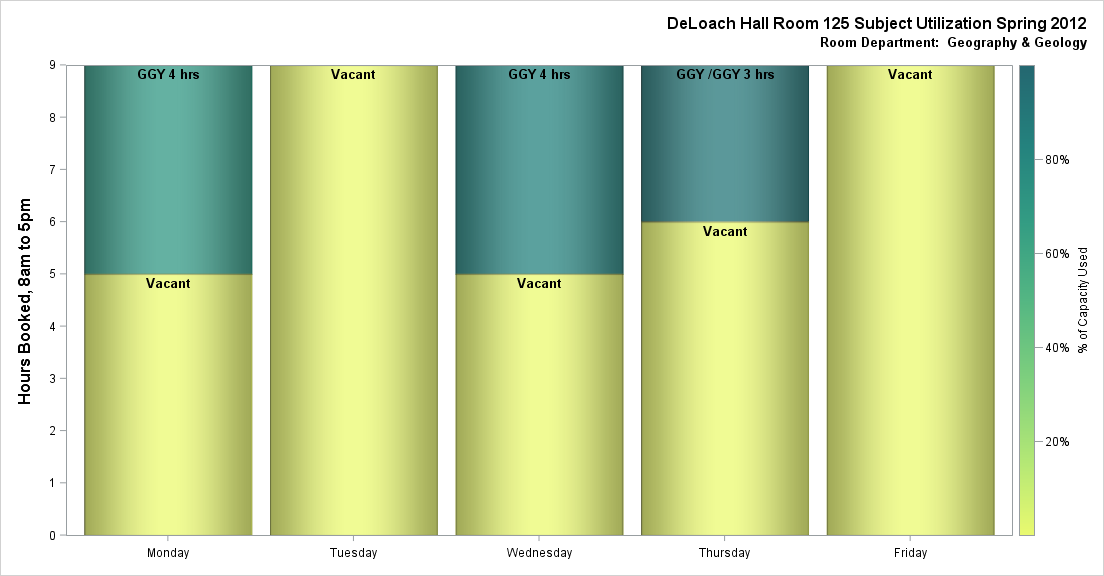 DeLoach Hall Room 125 Subject Utilization Spring 2012
Room Department:  Geography & Geology
Hours Booked, 8am to 5pm
9
8
7
6
5
4
3
2
1
0
GGY 4 hrs
Vacant
GGY 4 hrs
GGY /GGY 3 hrs
Vacant
Vacant
Vacant
Vacant
Monday
Tuesday
Wednesday
Thursday
Friday
80%
60%
40%
20%
% of Capacity Used